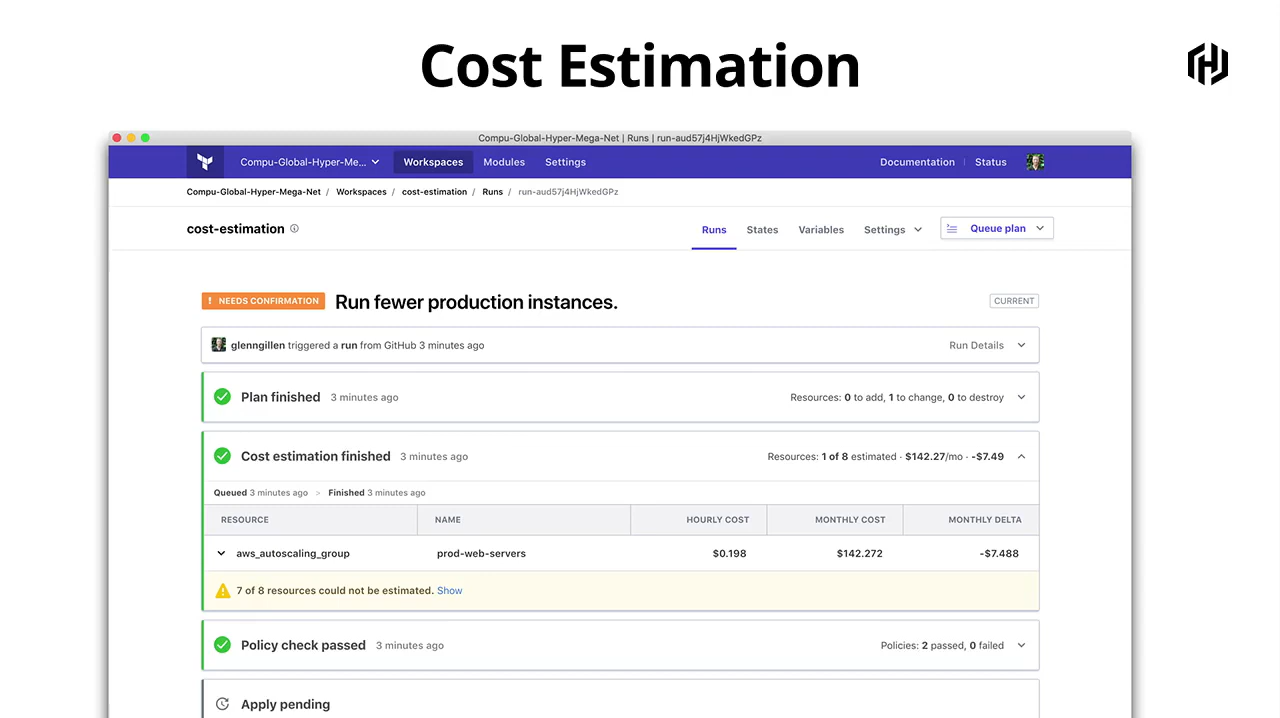 Cost Estimation
Compu-Global-Hyper-Mega-Net | Runs | run-aud57j4HjWkedGPz
Compu-Global-Hyper-Me... Workspaces Modules Settings Documentation Status
Compu-Global-Hyper-Mega-Net / Workspaces / cost-estimation / Runs / run-aud57j4HjWkedGPz
cost-estimation Runs States Variables Settings Queue plan
! NEEDS CONFIRMATION Run fewer production instances. CURRENT
glenngillen triggered a run from GitHub 3 minutes ago Run Details
Plan finished 3 minutes ago Resources: 0 to add, 1 to change, 0 to destroy
Cost estimation finished 3 minutes ago Resources: 1 of 8 estimated · $142.27/mo · -$7.49
Queued 3 minutes ago > Finished 3 minutes ago
RESOURCE NAME HOURLY COST MONTHLY COST MONTHLY DELTA
aws_autoscaling_group prod-web-servers $0.198 $142.272 -$7.488
7 of 8 resources could not be estimated. Show
Policy check passed 3 minutes ago Policies: 2 passed, 0 failed
Apply pending